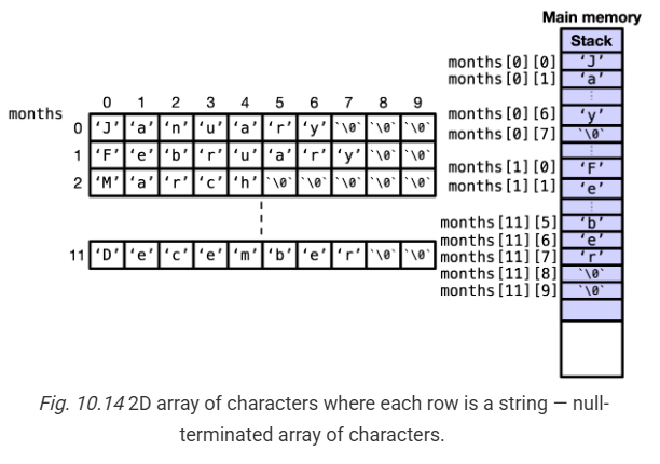 Main memory
Stack
months[0][0] ‘J’
months[0][1] ‘a’
⋮
months[0][6] ‘y’
months[0][7] `\0`
⋮
months[1][0] ‘F’
months[1][1] ‘e’
⋮
months[11][5] ‘b’
months[11][6] ‘e’
months[11][7] ‘r’
months[11][8] `\0`
months[11][9] `\0`
months
0 1 2 3 4 5 6 7 8 9
0 ‘J’ ‘a’ ‘n’ ‘u’ ‘a’ ‘r’ ‘y’ `\0` `\0` `\0`
1 ‘F’ ‘e’ ‘b’ ‘r’ ‘u’ ‘a’ ‘r’ ‘y’ `\0` `\0`
2 ‘M’ ‘a’ ‘r’ ‘c’ ‘h’ `\0` `\0` `\0` `\0` `\0`
11 ‘D’ ‘e’ ‘c’ ‘e’ ‘m’ ‘b’ ‘e’ ‘r’ `\0` `\0`
Fig. 10.14 2D array of characters where each row is a string — null-
terminated array of characters.